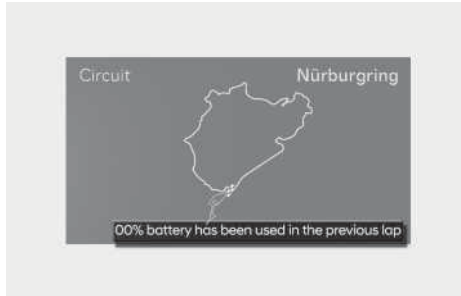 Circuit
Nürburgring
00% battery has been used in the previous lap